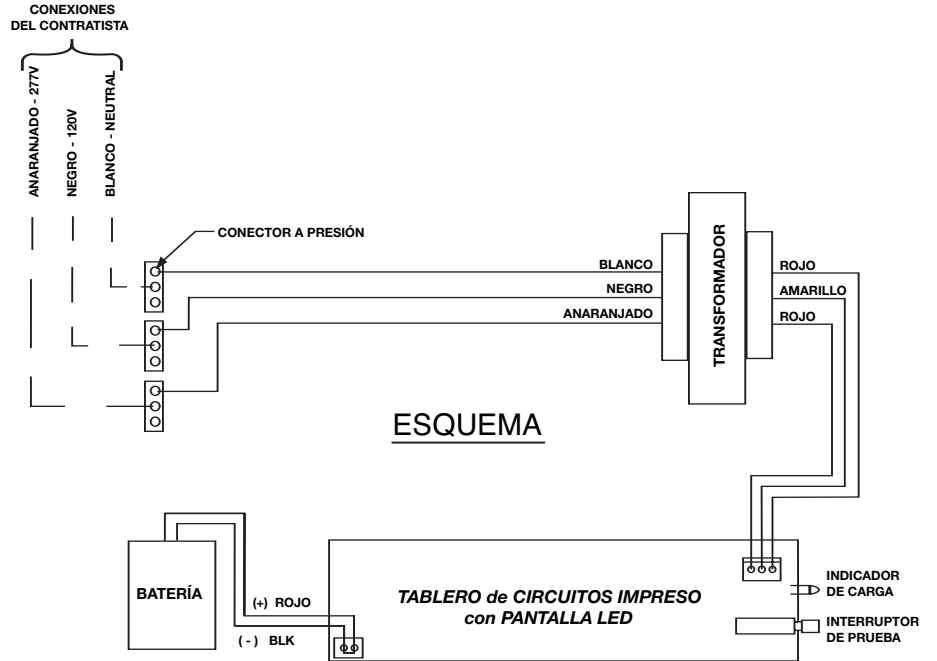 CONEXIONES
DEL CONTRATISTA
ANARANJADO - 277V
NEGRO - 120V
BLANCO - NEUTRAL
CONECTOR A PRESIÓN
BLANCO
NEGRO
ANARANJADO
TRANSFORMADOR
ROJO
AMARILLO
ROJO
ESQUEMA
BATERÍA
(+) ROJO
( - ) BLK
TABLERO de CIRCUITOS IMPRESO
con PANTALLA LED
INDICADOR
DE CARGA
INTERRUPTOR
DE PRUEBA